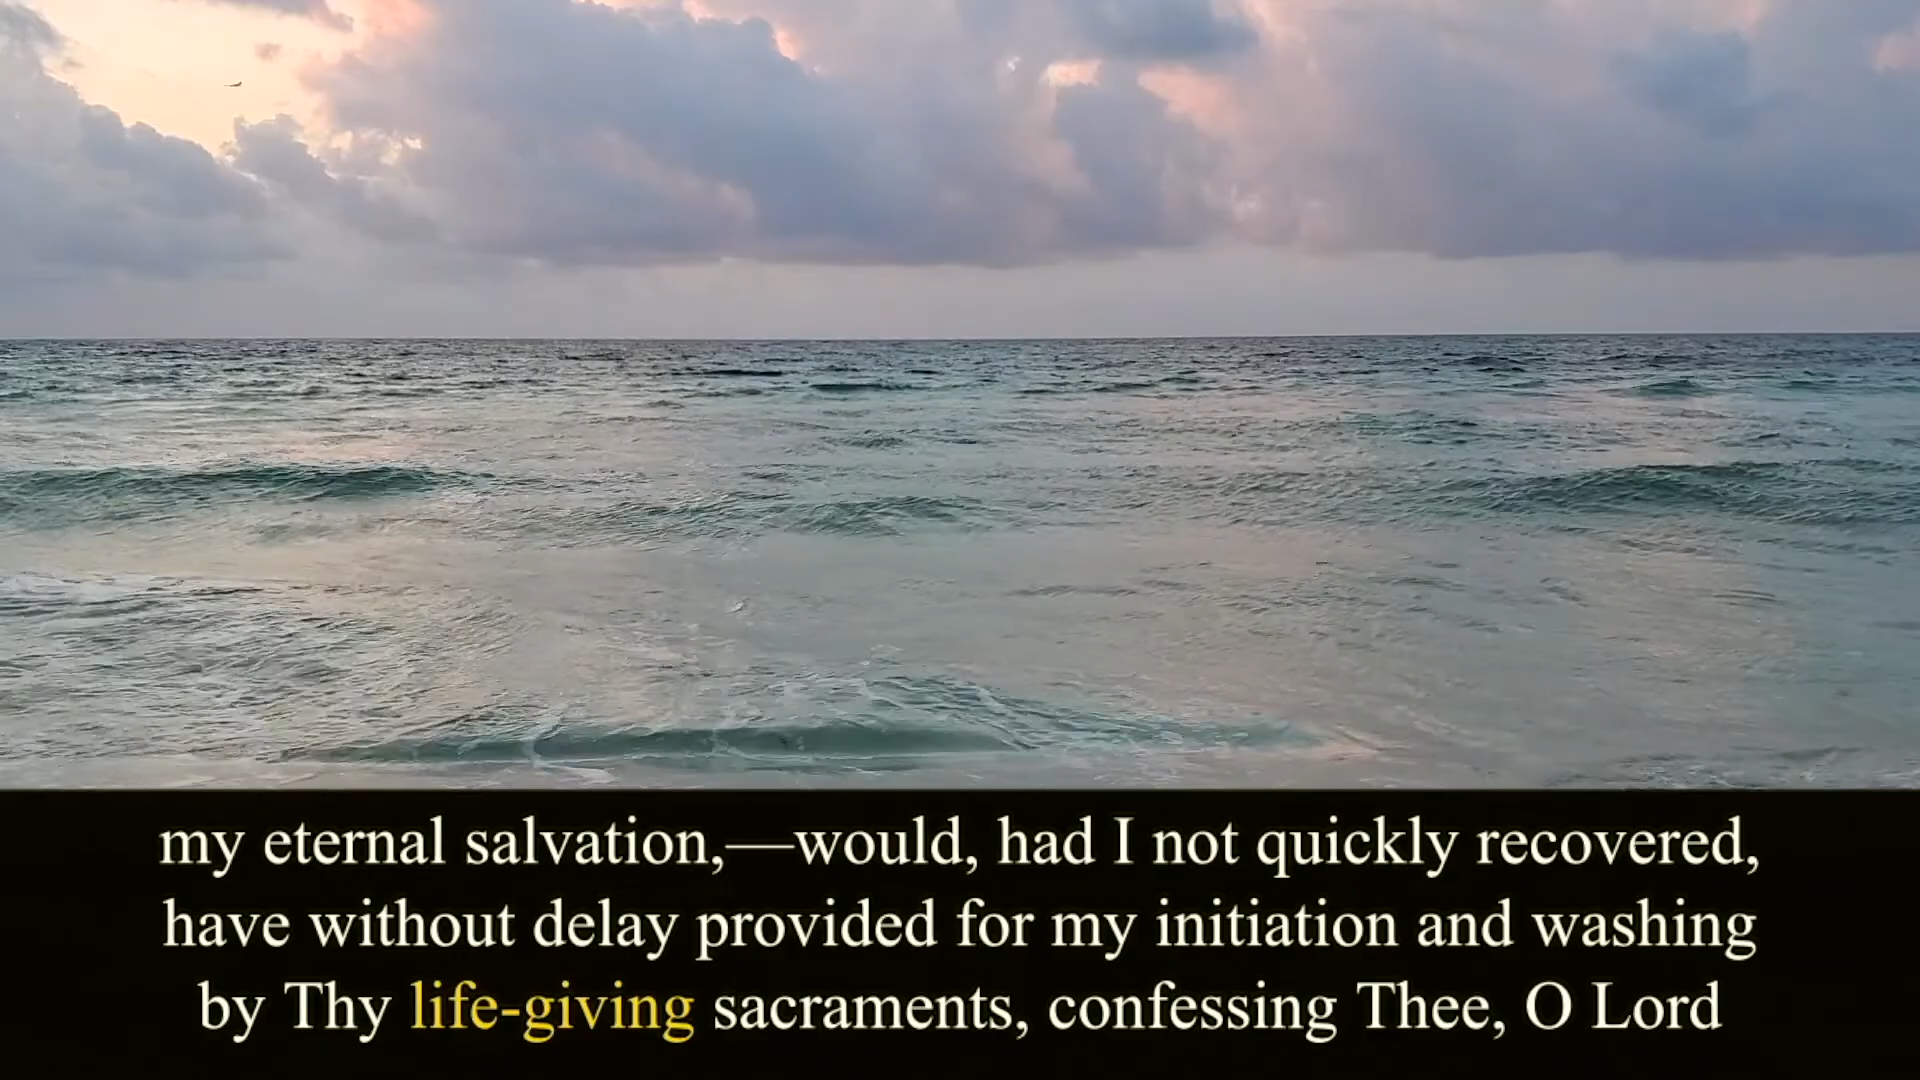 my eternal salvation,—would, had I not quickly recovered,
have without delay provided for my initiation and washing
by Thy life-giving sacraments, confessing Thee, O Lord